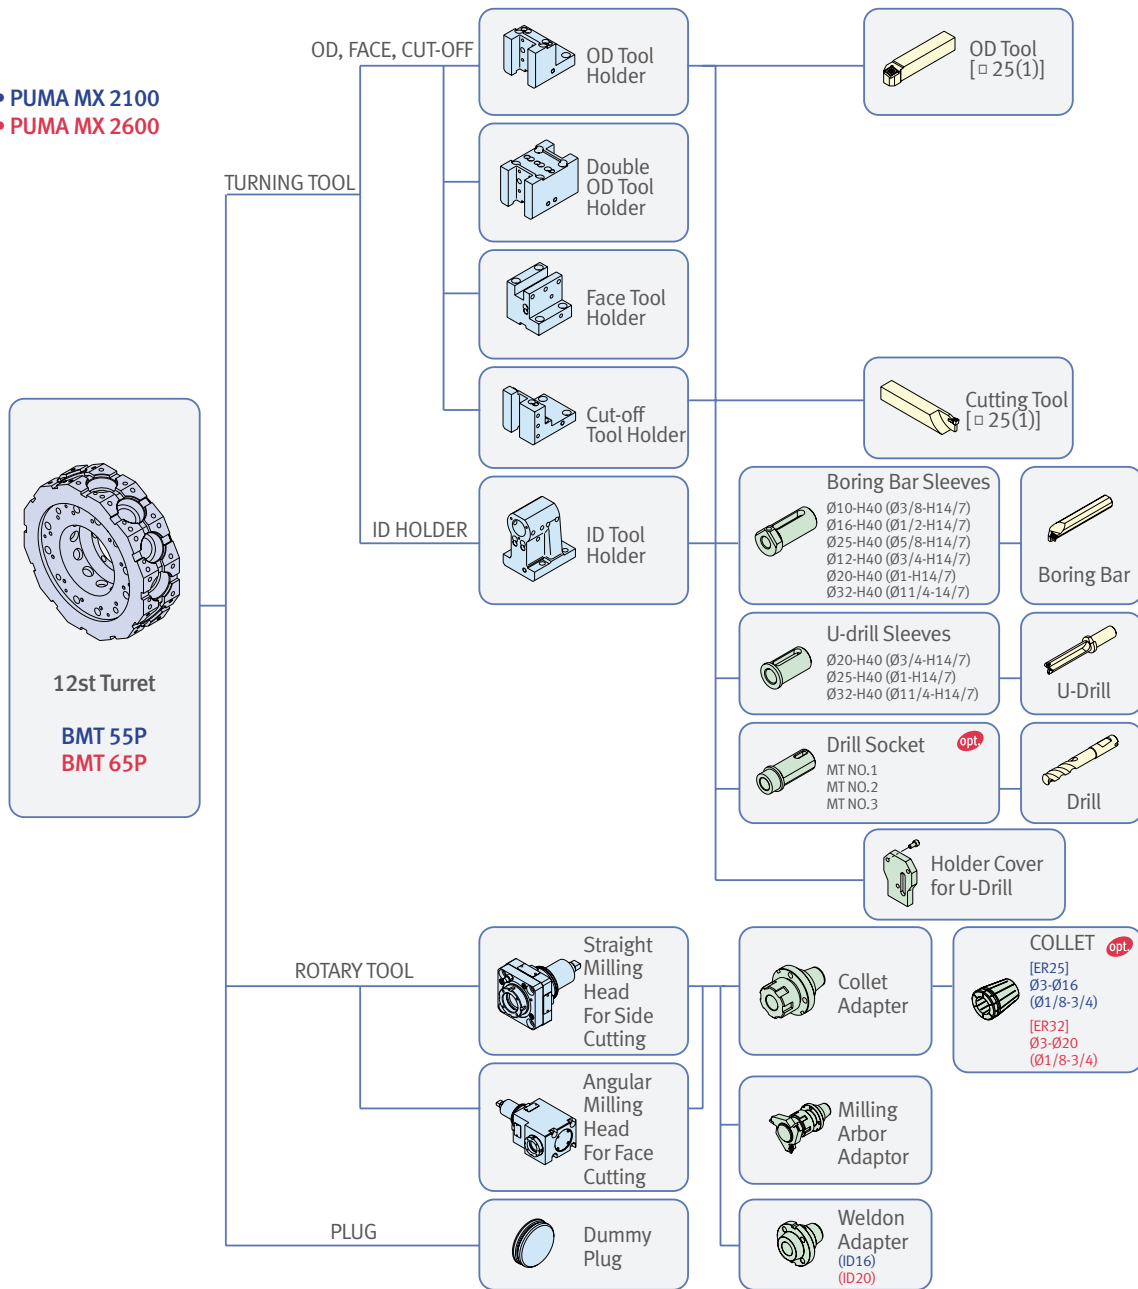 • PUMA MX 2100
• PUMA MX 2600
12st Turret
BMT 55P
BMT 65P
TURNING TOOL
OD, FACE, CUT-OFF
OD Tool
Holder
OD Tool
[□ 25(1)]
Double
OD Tool
Holder
Face Tool
Holder
Cut-off
Tool Holder
Cutting Tool
[□ 25(1)]
ID HOLDER
ID Tool
Holder
Boring Bar Sleeves
Ø10-H40 (Ø3/8-H14/7)
Ø16-H40 (Ø1/2-H14/7)
Ø25-H40 (Ø5/8-H14/7)
Ø12-H40 (Ø3/4-H14/7)
Ø20-H40 (Ø1-H14/7)
Ø32-H40 (Ø11/4-14/7)
Boring Bar
U-drill Sleeves
Ø20-H40 (Ø3/4-H14/7)
Ø25-H40 (Ø1-H14/7)
Ø32-H40 (Ø11/4-H14/7)
U-Drill
Drill Socket
opt.
MT NO.1
MT NO.2
MT NO.3
Drill
Holder Cover
for U-Drill
ROTARY TOOL
Straight
Milling
Head
For Side
Cutting
Collet
Adapter
COLLET
opt.
[ER25]
Ø3-Ø16
(Ø1/8-3/4)
[ER32]
Ø3-Ø20
(Ø1/8-3/4)
Angular
Milling
Head
For Face
Cutting
Milling
Arbor
Adaptor
PLUG
Dummy
Plug
Weldon
Adapter
(ID16)
(ID20)